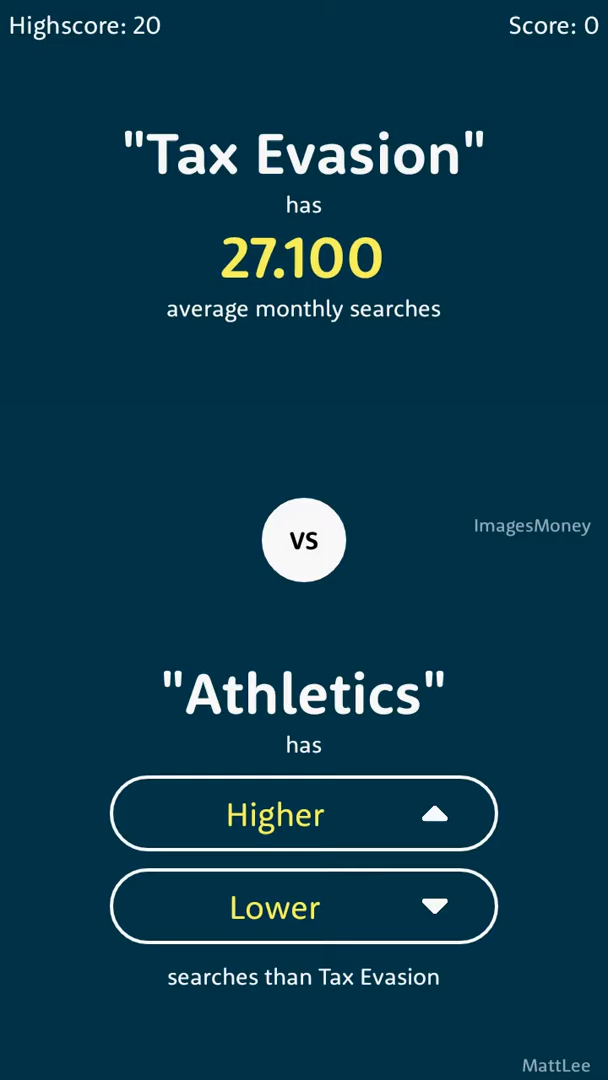 Highscore: 20
Score: 0
"Tax Evasion"
has
27.100
average monthly searches
ImagesMoney
VS
"Athletics"
has
Higher
Lower
searches than Tax Evasion
MattLee